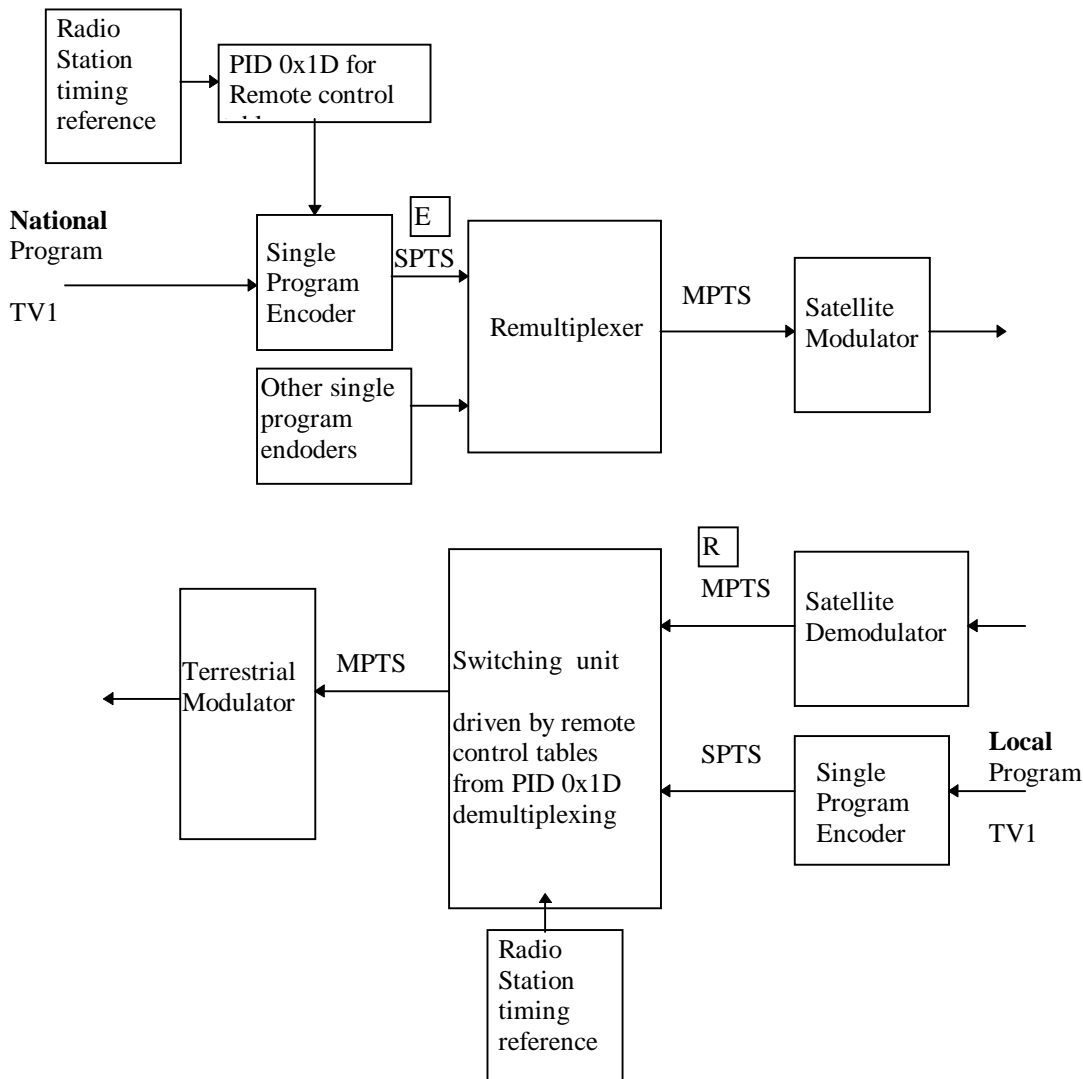 Radio
Station
timing
reference
PID 0x1D for
Remote control
National
Program
TV1
Single
Program
Encoder
E
SPTS
Other single
program
endoders
Remultiplexer
MPTS
Satellite
Modulator
Terrestrial
Modulator
MPTS
Switching unit
driven by remote
control tables
from PID 0x1D
demultiplexing
R
MPTS
Satellite
Demodulator
SPTS
Single
Program
Encoder
Local
Program
TV1
Radio
Station
timing
reference